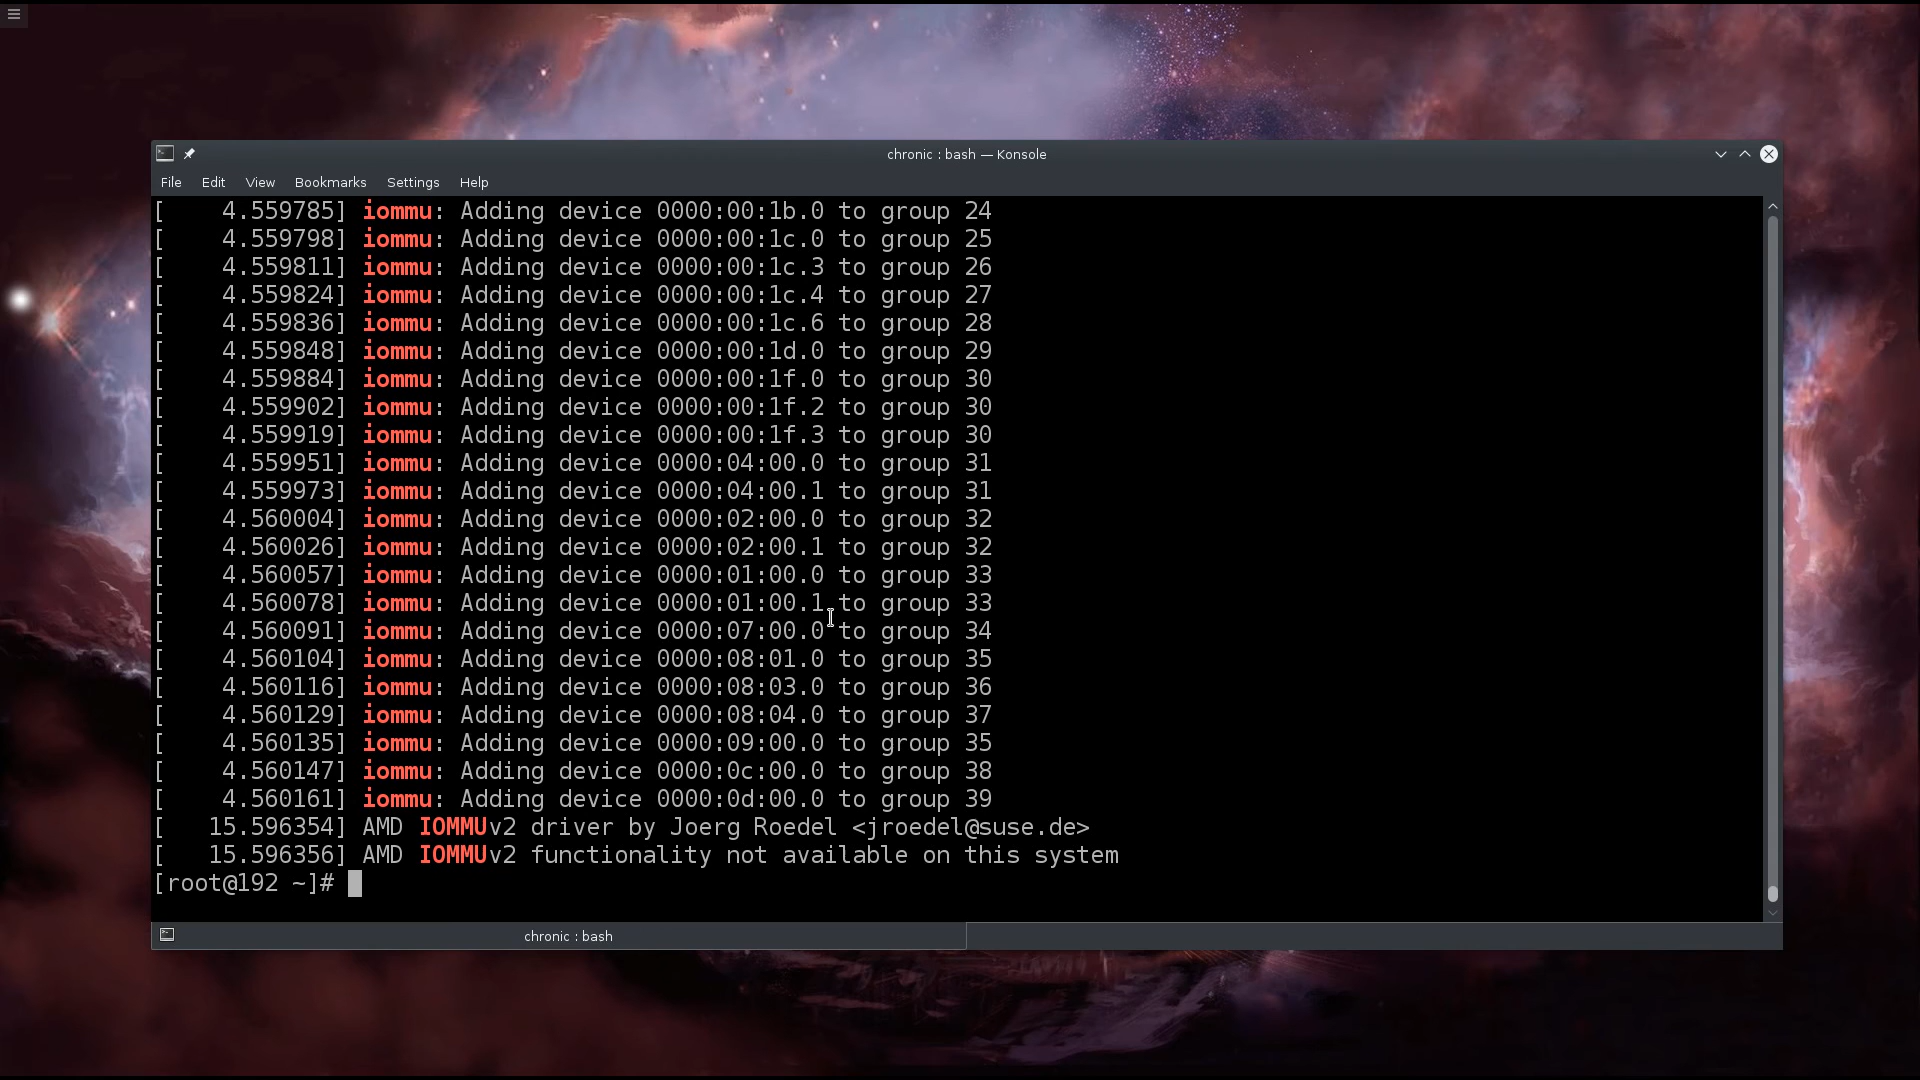 chronic : bash — Konsole
File Edit View Bookmarks Settings Help
[    4.559785] iommu: Adding device 0000:00:1b.0 to group 24
[    4.559798] iommu: Adding device 0000:00:1c.0 to group 25
[    4.559811] iommu: Adding device 0000:00:1c.3 to group 26
[    4.559824] iommu: Adding device 0000:00:1c.4 to group 27
[    4.559836] iommu: Adding device 0000:00:1c.6 to group 28
[    4.559848] iommu: Adding device 0000:00:1d.0 to group 29
[    4.559884] iommu: Adding device 0000:00:1f.0 to group 30
[    4.559902] iommu: Adding device 0000:00:1f.2 to group 30
[    4.559919] iommu: Adding device 0000:00:1f.3 to group 30
[    4.559951] iommu: Adding device 0000:04:00.0 to group 31
[    4.559973] iommu: Adding device 0000:04:00.1 to group 31
[    4.560004] iommu: Adding device 0000:02:00.0 to group 32
[    4.560026] iommu: Adding device 0000:02:00.1 to group 32
[    4.560057] iommu: Adding device 0000:01:00.0 to group 33
[    4.560078] iommu: Adding device 0000:01:00.1 to group 33
[    4.560091] iommu: Adding device 0000:07:00.0 to group 34
[    4.560104] iommu: Adding device 0000:08:01.0 to group 35
[    4.560116] iommu: Adding device 0000:08:03.0 to group 36
[    4.560129] iommu: Adding device 0000:08:04.0 to group 37
[    4.560135] iommu: Adding device 0000:09:00.0 to group 35
[    4.560147] iommu: Adding device 0000:0c:00.0 to group 38
[    4.560161] iommu: Adding device 0000:0d:00.0 to group 39
[   15.596354] AMD IOMMUv2 driver by Joerg Roedel <jroedel@suse.de>
[   15.596356] AMD IOMMUv2 functionality not available on this system
[root@192 ~]#
chronic : bash